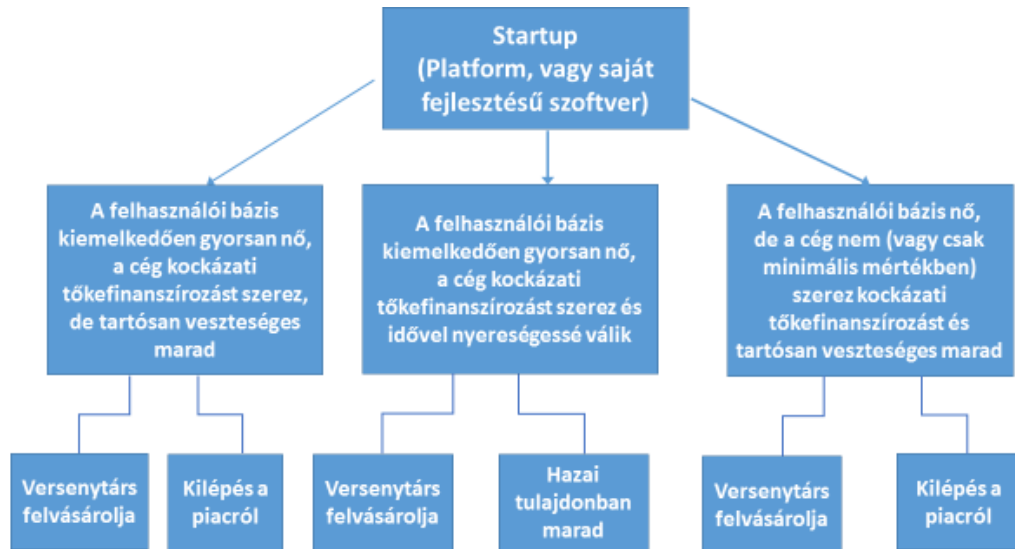 Startup
(Platform, vagy saját
fejlesztésű szoftver)
A felhasználói bázis
kiemelkedően gyorsan nő,
a cég kockázati
tőkefinanszírozást szerez,
de tartósan veszteséges
marad
A felhasználói bázis
kiemelkedően gyorsan nő,
a cég kockázati
tőkefinanszírozást szerez és
idővel nyereségessé válik
A felhasználói bázis nő,
de a cég nem (vagy csak
minimális mértékben)
szerez kockázati
tőkefinanszírozást és
tartósan veszteséges marad
Versenytárs
felvásárolja
Kilépés a
piacról
Versenytárs
felvásárolja
Hazai
tulajdonban
marad
Versenytárs
felvásárolja
Kilépés a
piacról